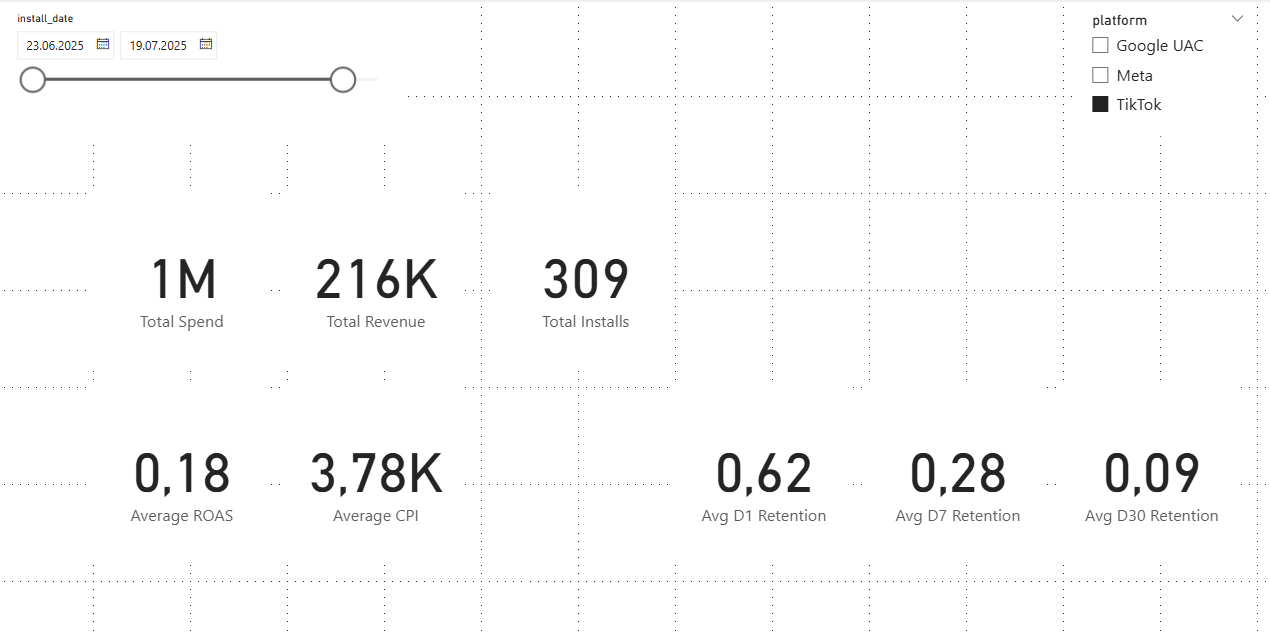 install_date
23.06.2025 19.07.2025
platform
Google UAC
Meta
TikTok
1M 216K 309
Total Spend Total Revenue Total Installs
0,18 3,78K 0,62 0,28 0,09
Average ROAS Average CPI Avg D1 Retention Avg D7 Retention Avg D30 Retention